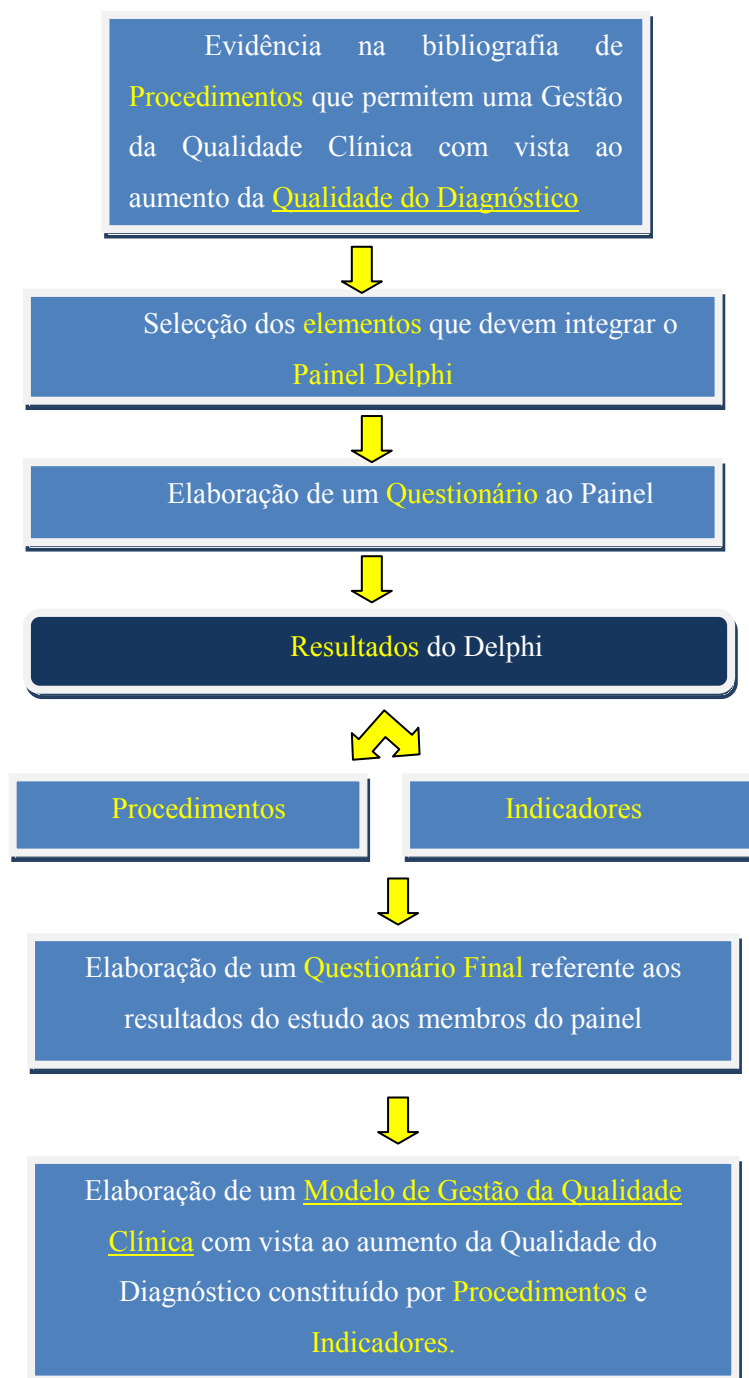 Evidência na bibliografia de
Procedimentos que permitem uma Gestão
da Qualidade Clínica com vista ao
aumento da Qualidade do Diagnóstico
Selecção dos elementos que devem integrar o
Painel Delphi
Elaboração de um Questionário ao Painel
Resultados do Delphi
Procedimentos
Indicadores
Elaboração de um Questionário Final referente aos
resultados do estudo aos membros do painel
Elaboração de um Modelo de Gestão da Qualidade
Clínica com vista ao aumento da Qualidade do
Diagnóstico constituído por Procedimentos e
Indicadores.